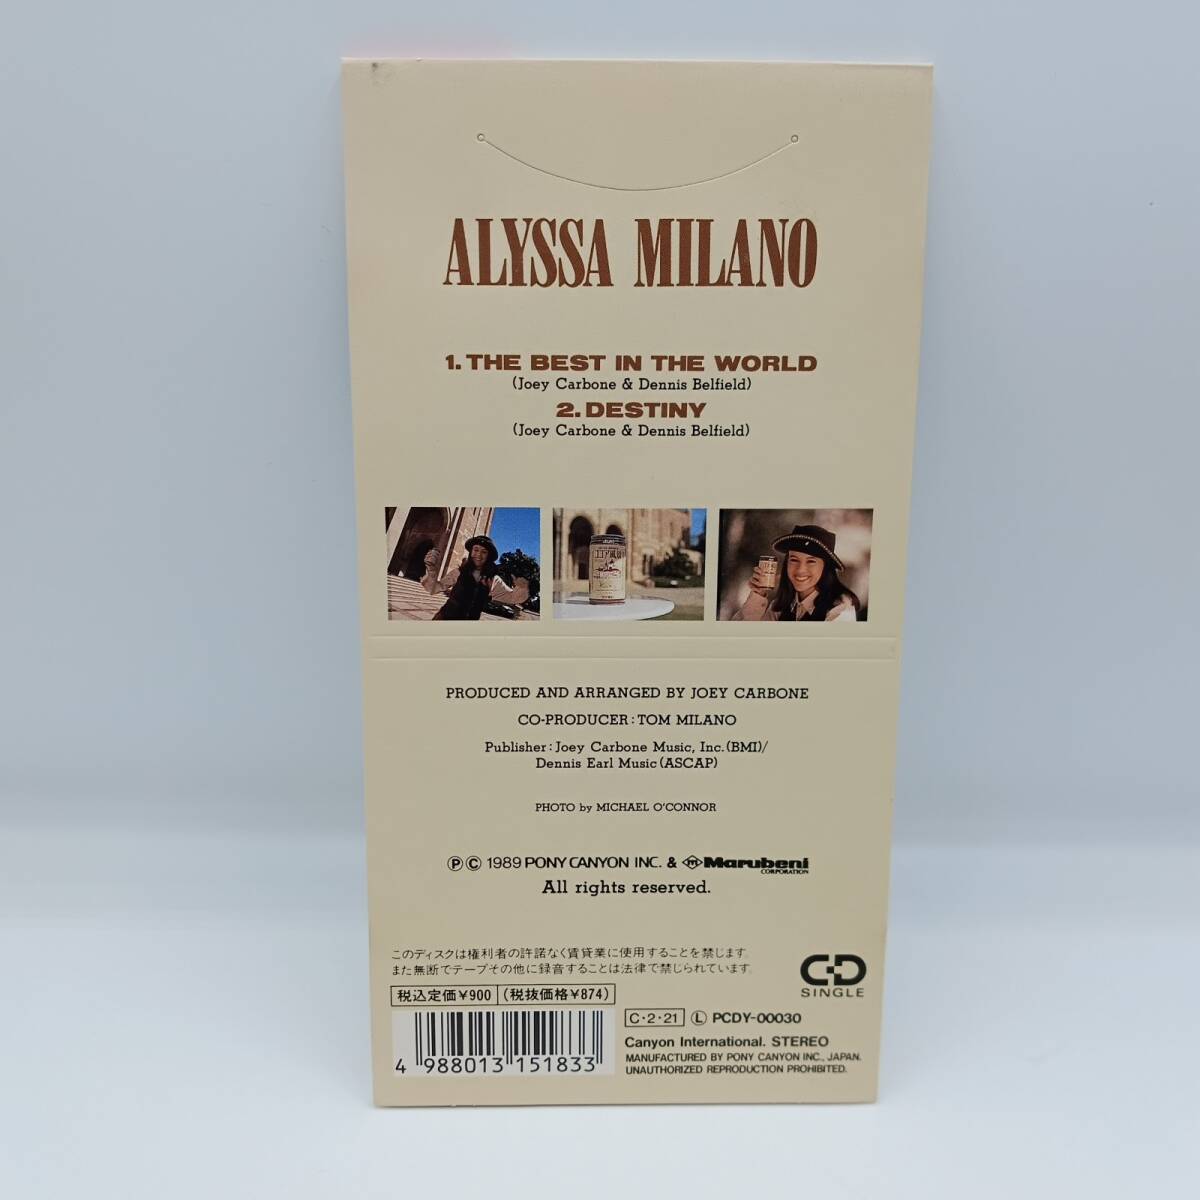 ALYSSA MILANO
1. THE BEST IN THE WORLD
(Joey Carbone & Dennis Belfield)
2. DESTINY
(Joey Carbone & Dennis Belfield)
PRODUCED AND ARRANGED BY JOEY CARBONE
CO-PRODUCER: TOM MILANO
Publisher: Joey Carbone Music, Inc. (BMI)/
Dennis Earl Music (ASCAP)
PHOTO by MICHAEL O'CONNOR
Ⓟ© 1989 PONY CANYON INC. & Marubeni
CORPORATION
All rights reserved.
このディスクは権利者の許諾なく賃貸業に使用することを禁じます。
また無断でテープその他に録音することは法律で禁じられています。
税込定価¥900 (税抜価格¥874)
4 988013 151833
CD
SINGLE
C・2・21 Ⓛ PCDY-00030
Canyon International. STEREO
MANUFACTURED BY PONY CANYON INC., JAPAN.
UNAUTHORIZED REPRODUCTION PROHIBITED.